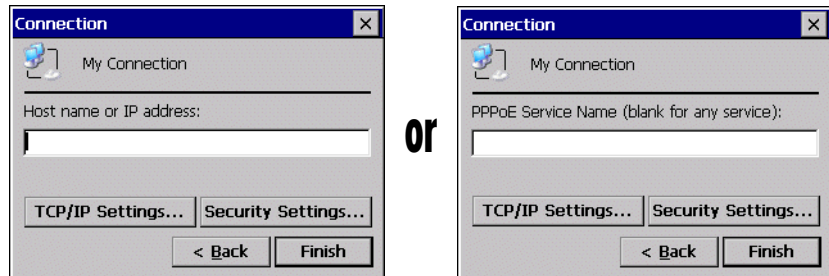 Connection
My Connection
Host name or IP address:
TCP/IP Settings... Security Settings...
< Back Finish
or
Connection
My Connection
PPPoE Service Name (blank for any service):
TCP/IP Settings... Security Settings...
< Back Finish